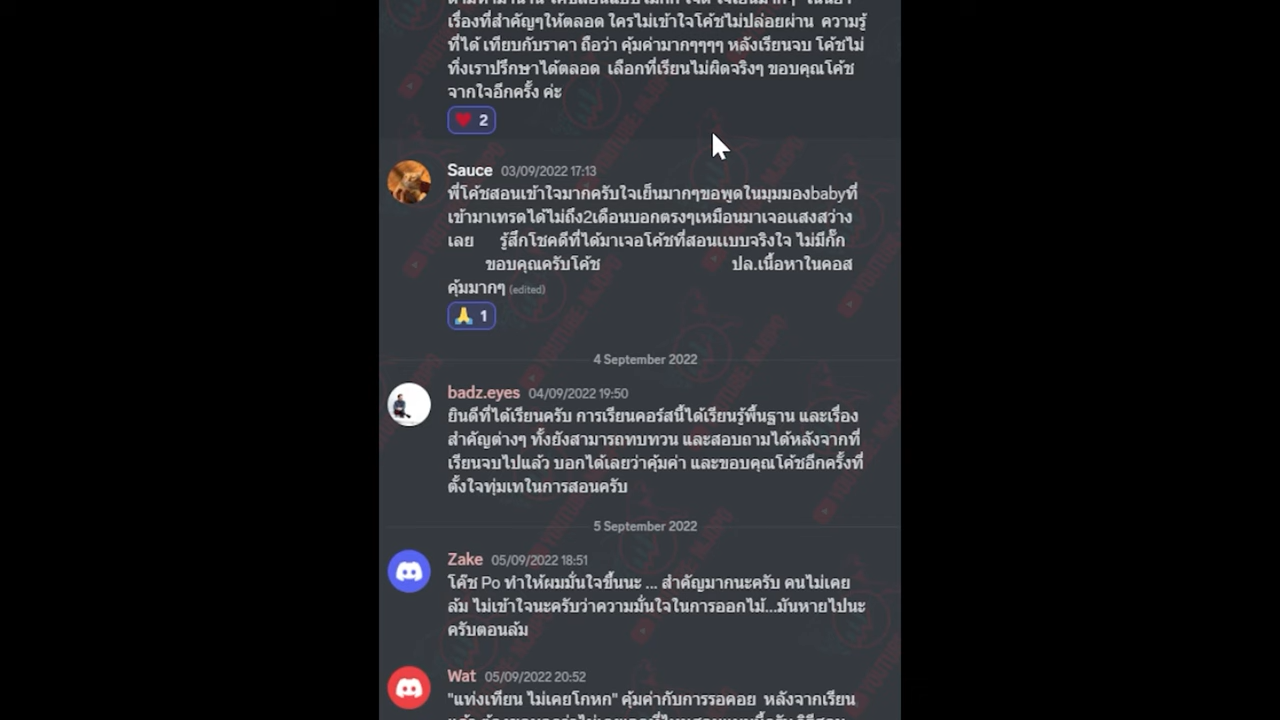 เรื่องที่สำคัญๆให้ตลอด ใครไม่เข้าใจโค้ชไม่ปล่อยผ่าน ความรู้
ที่ได้ เทียบกับราคา ถือว่า คุ้มค่ามากๆๆๆๆ หลังเรียนจบ โค้ชไม่
ทิ่งเราปรึกษาได้ตลอด เลือกที่เรียนไม่ผิดจริงๆ ขอบคุณโค้ช
จากใจอีกครั้ง ค่ะ
2
Sauce 03/09/2022 17:13
พี่โค้ชสอนเข้าใจมากครับใจเย็นมากๆขอพูดในมุมมองbabyที่
เข้ามาเทรดได้ไม่ถึง2เดือนบอกตรงๆเหมือนมาเจอแสงสว่าง
เลย รู้สึกโชคดีที่ได้มาเจอโค้ชที่สอนแบบจริงใจ ไม่มีกั๊ก
ขอบคุณครับโค้ช ปล.เนื้อหาในคอส
คุ้มมากๆ (edited)
1
4 September 2022
badz.eyes 04/09/2022 19:50
ยินดีที่ได้เรียนครับ การเรียนคอร์สนี้ได้เรียนรู้พื้นฐาน และเรื่อง
สำคัญต่างๆ ทั้งยังสามารถทบทวน และสอบถามได้หลังจากที่
เรียนจบไปแล้ว บอกได้เลยว่าคุ้มค่า และขอบคุณโค้ชอีกครั้งที่
ตั้งใจทุ่มเทในการสอนครับ
5 September 2022
Zake 05/09/2022 18:51
โค๊ช Po ทำให้ผมมั่นใจขึ้นนะ ... สำคัญมากนะครับ คนไม่เคย
ล้ม ไม่เข้าใจนะครับว่าความมั่นใจในการออกไม้...มันหายไปนะ
ครับตอนล้ม
Wat 05/09/2022 20:52
"แท่งเทียน ไม่เคยโกหก" คุ้มค่ากับการรอคอย หลังจากเรียน